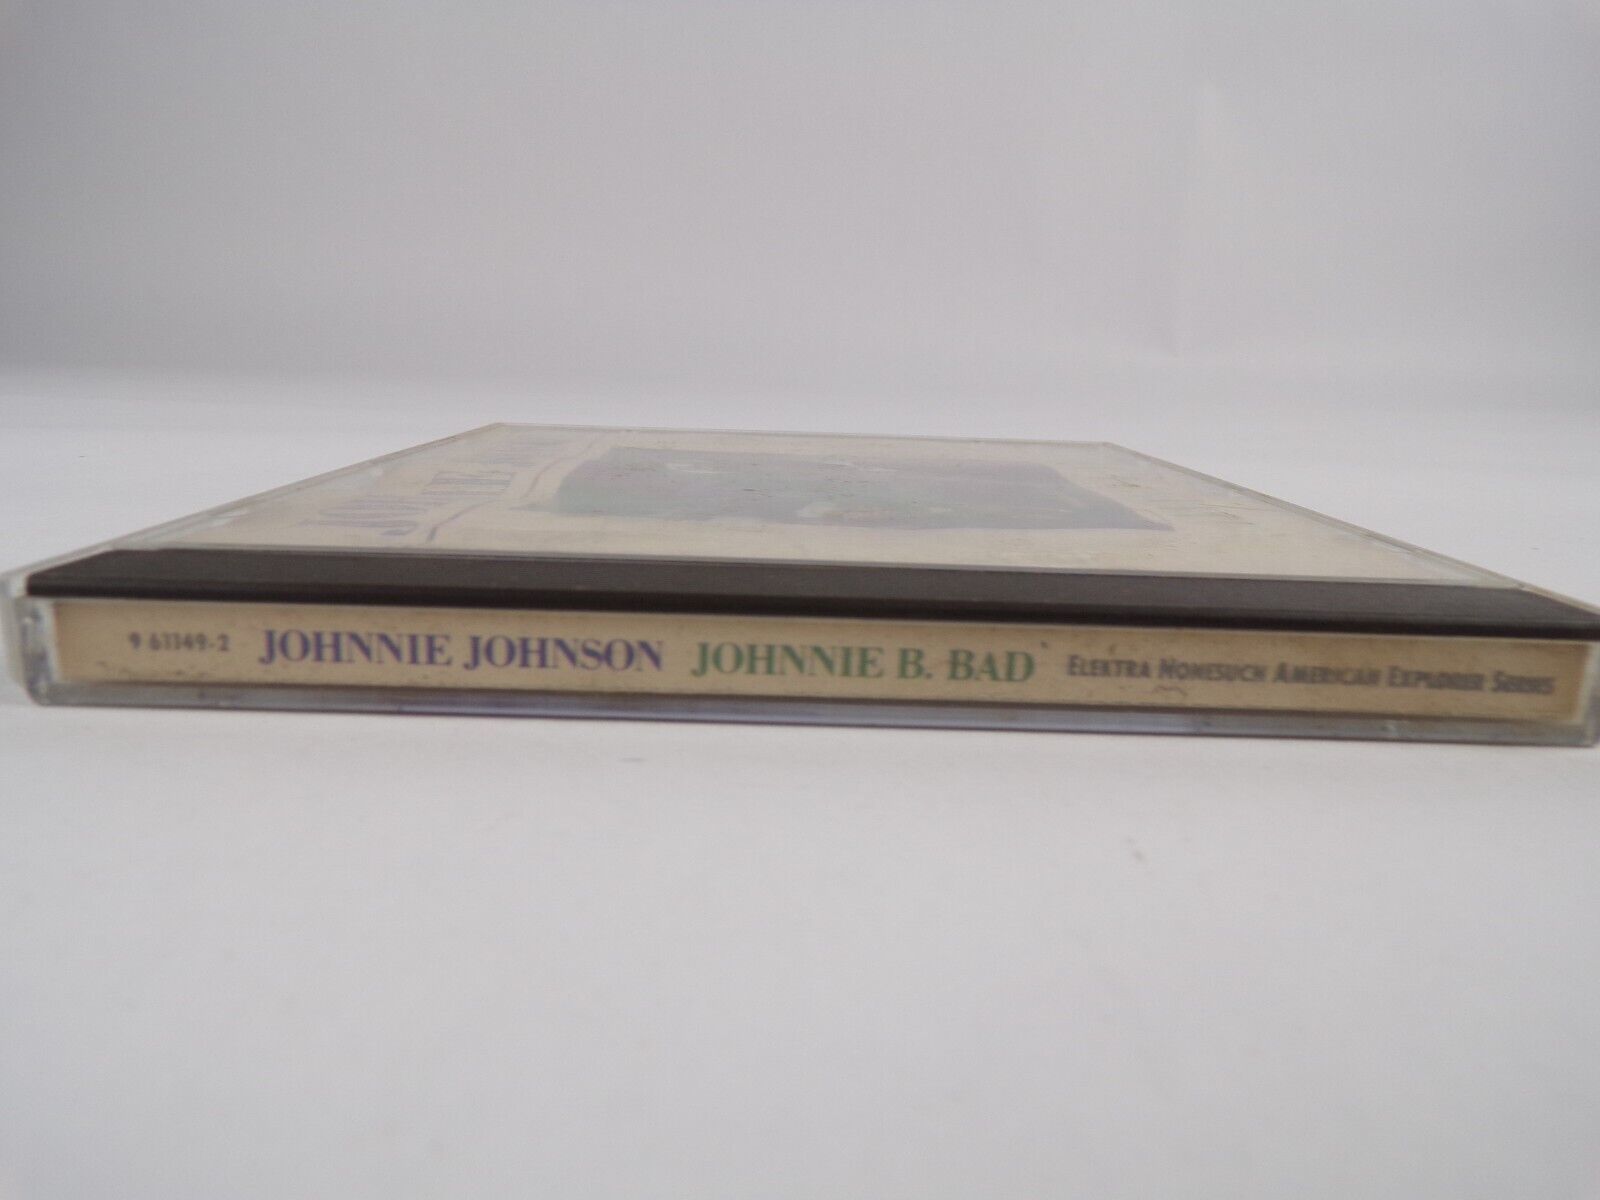 9 61149-2 JOHNNIE JOHNSON JOHNNIE B. BAD ELEKTRA NONESUCH AMERICAN EXPLORER SERIES